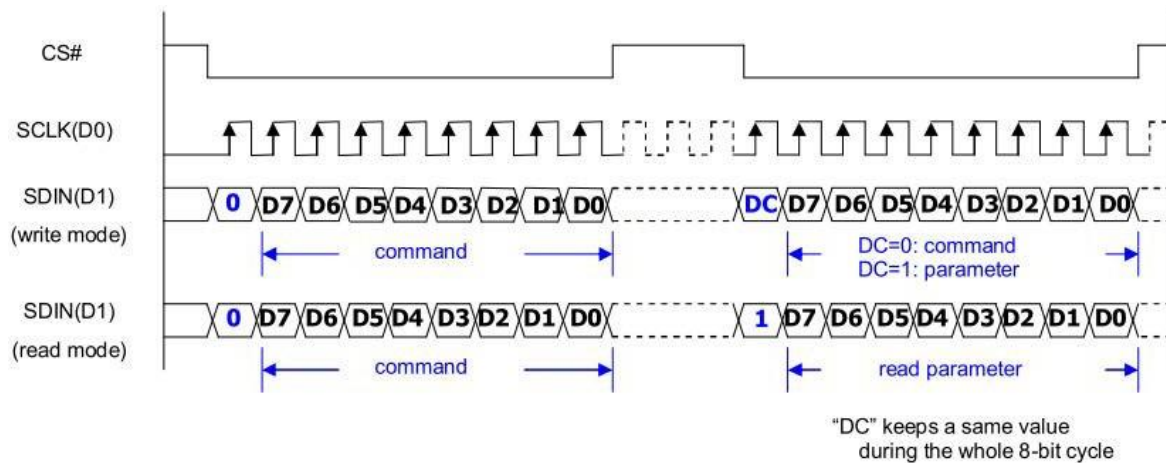 CS#
SCLK(D0)
SDIN(D1)
(write mode)
0 D7 D6 D5 D4 D3 D2 D1 D0
DC D7 D6 D5 D4 D3 D2 D1 D0
command
DC=0: command
DC=1: parameter
SDIN(D1)
(read mode)
0 D7 D6 D5 D4 D3 D2 D1 D0
1 D7 D6 D5 D4 D3 D2 D1 D0
command
read parameter
“DC” keeps a same value
during the whole 8-bit cycle